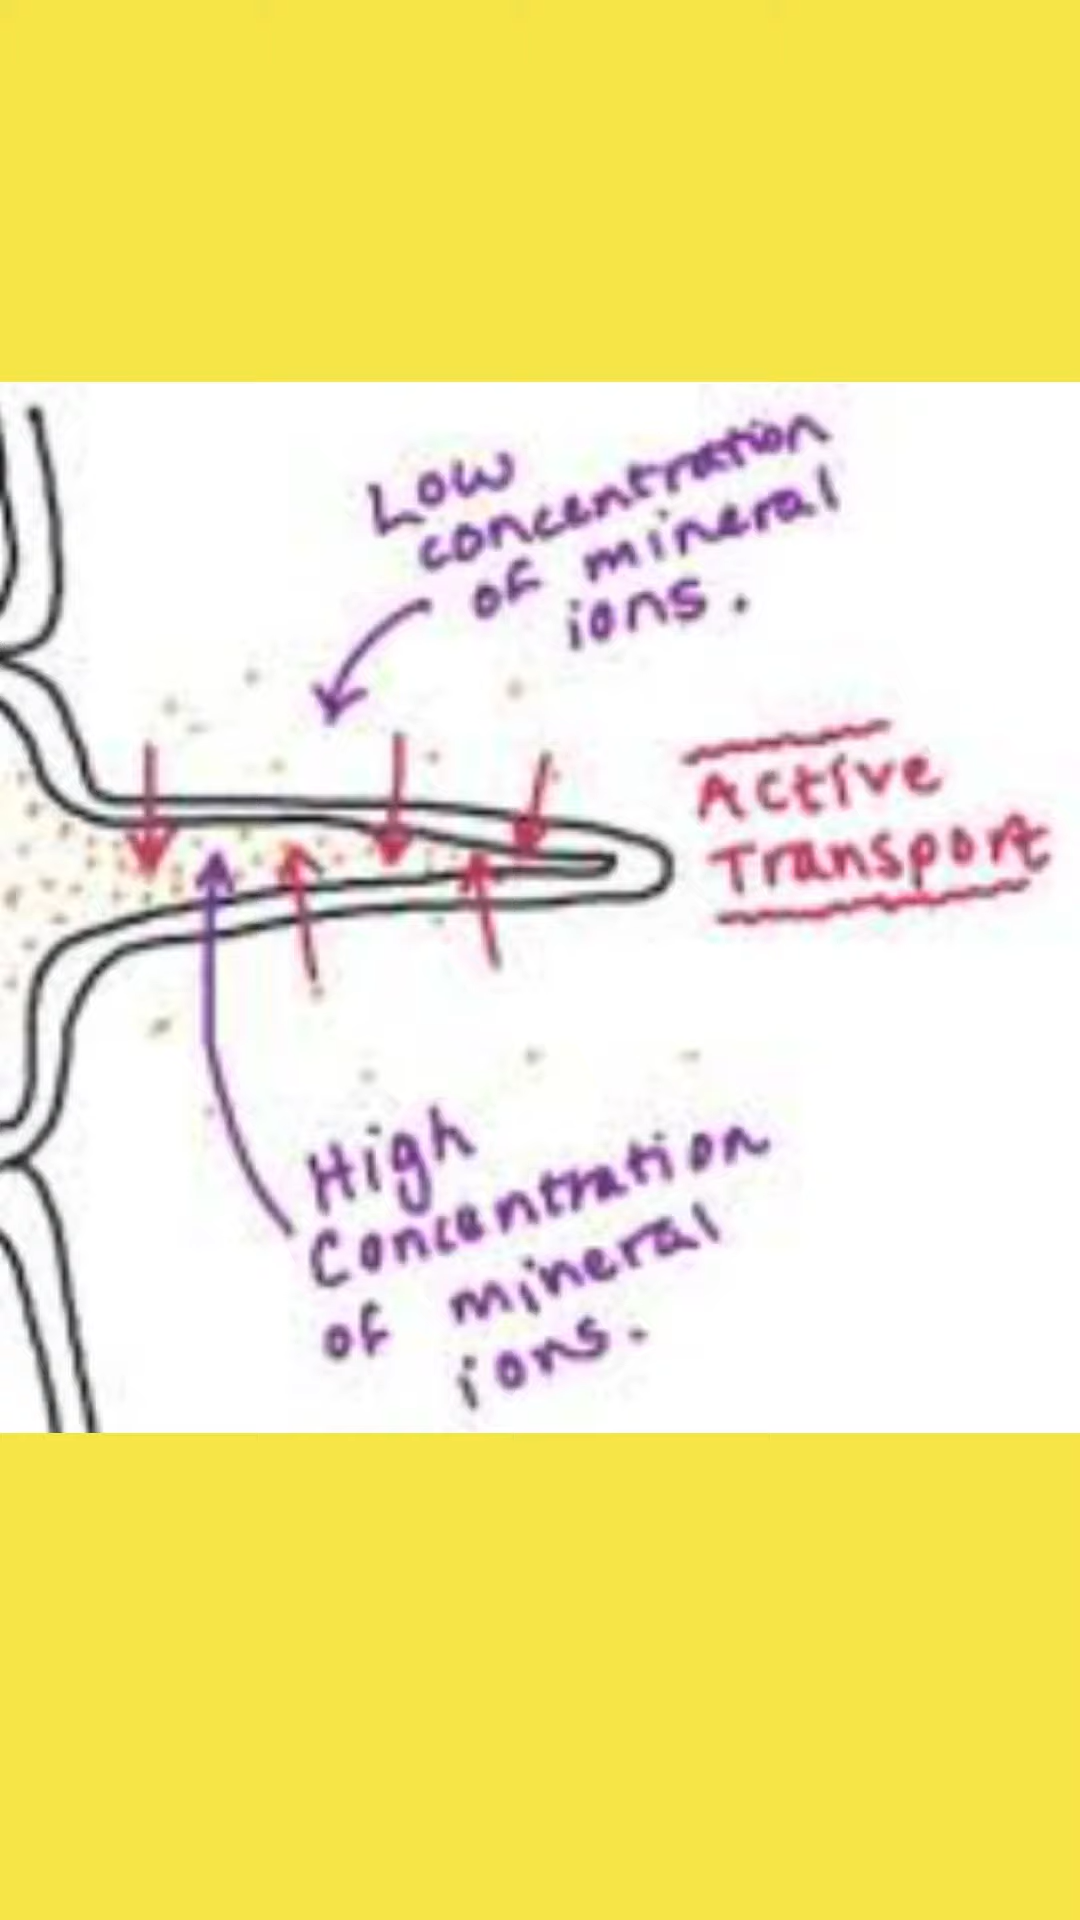 Low
concentration
of mineral
ions.
Active
Transport
High
Concentration
of mineral
ions.